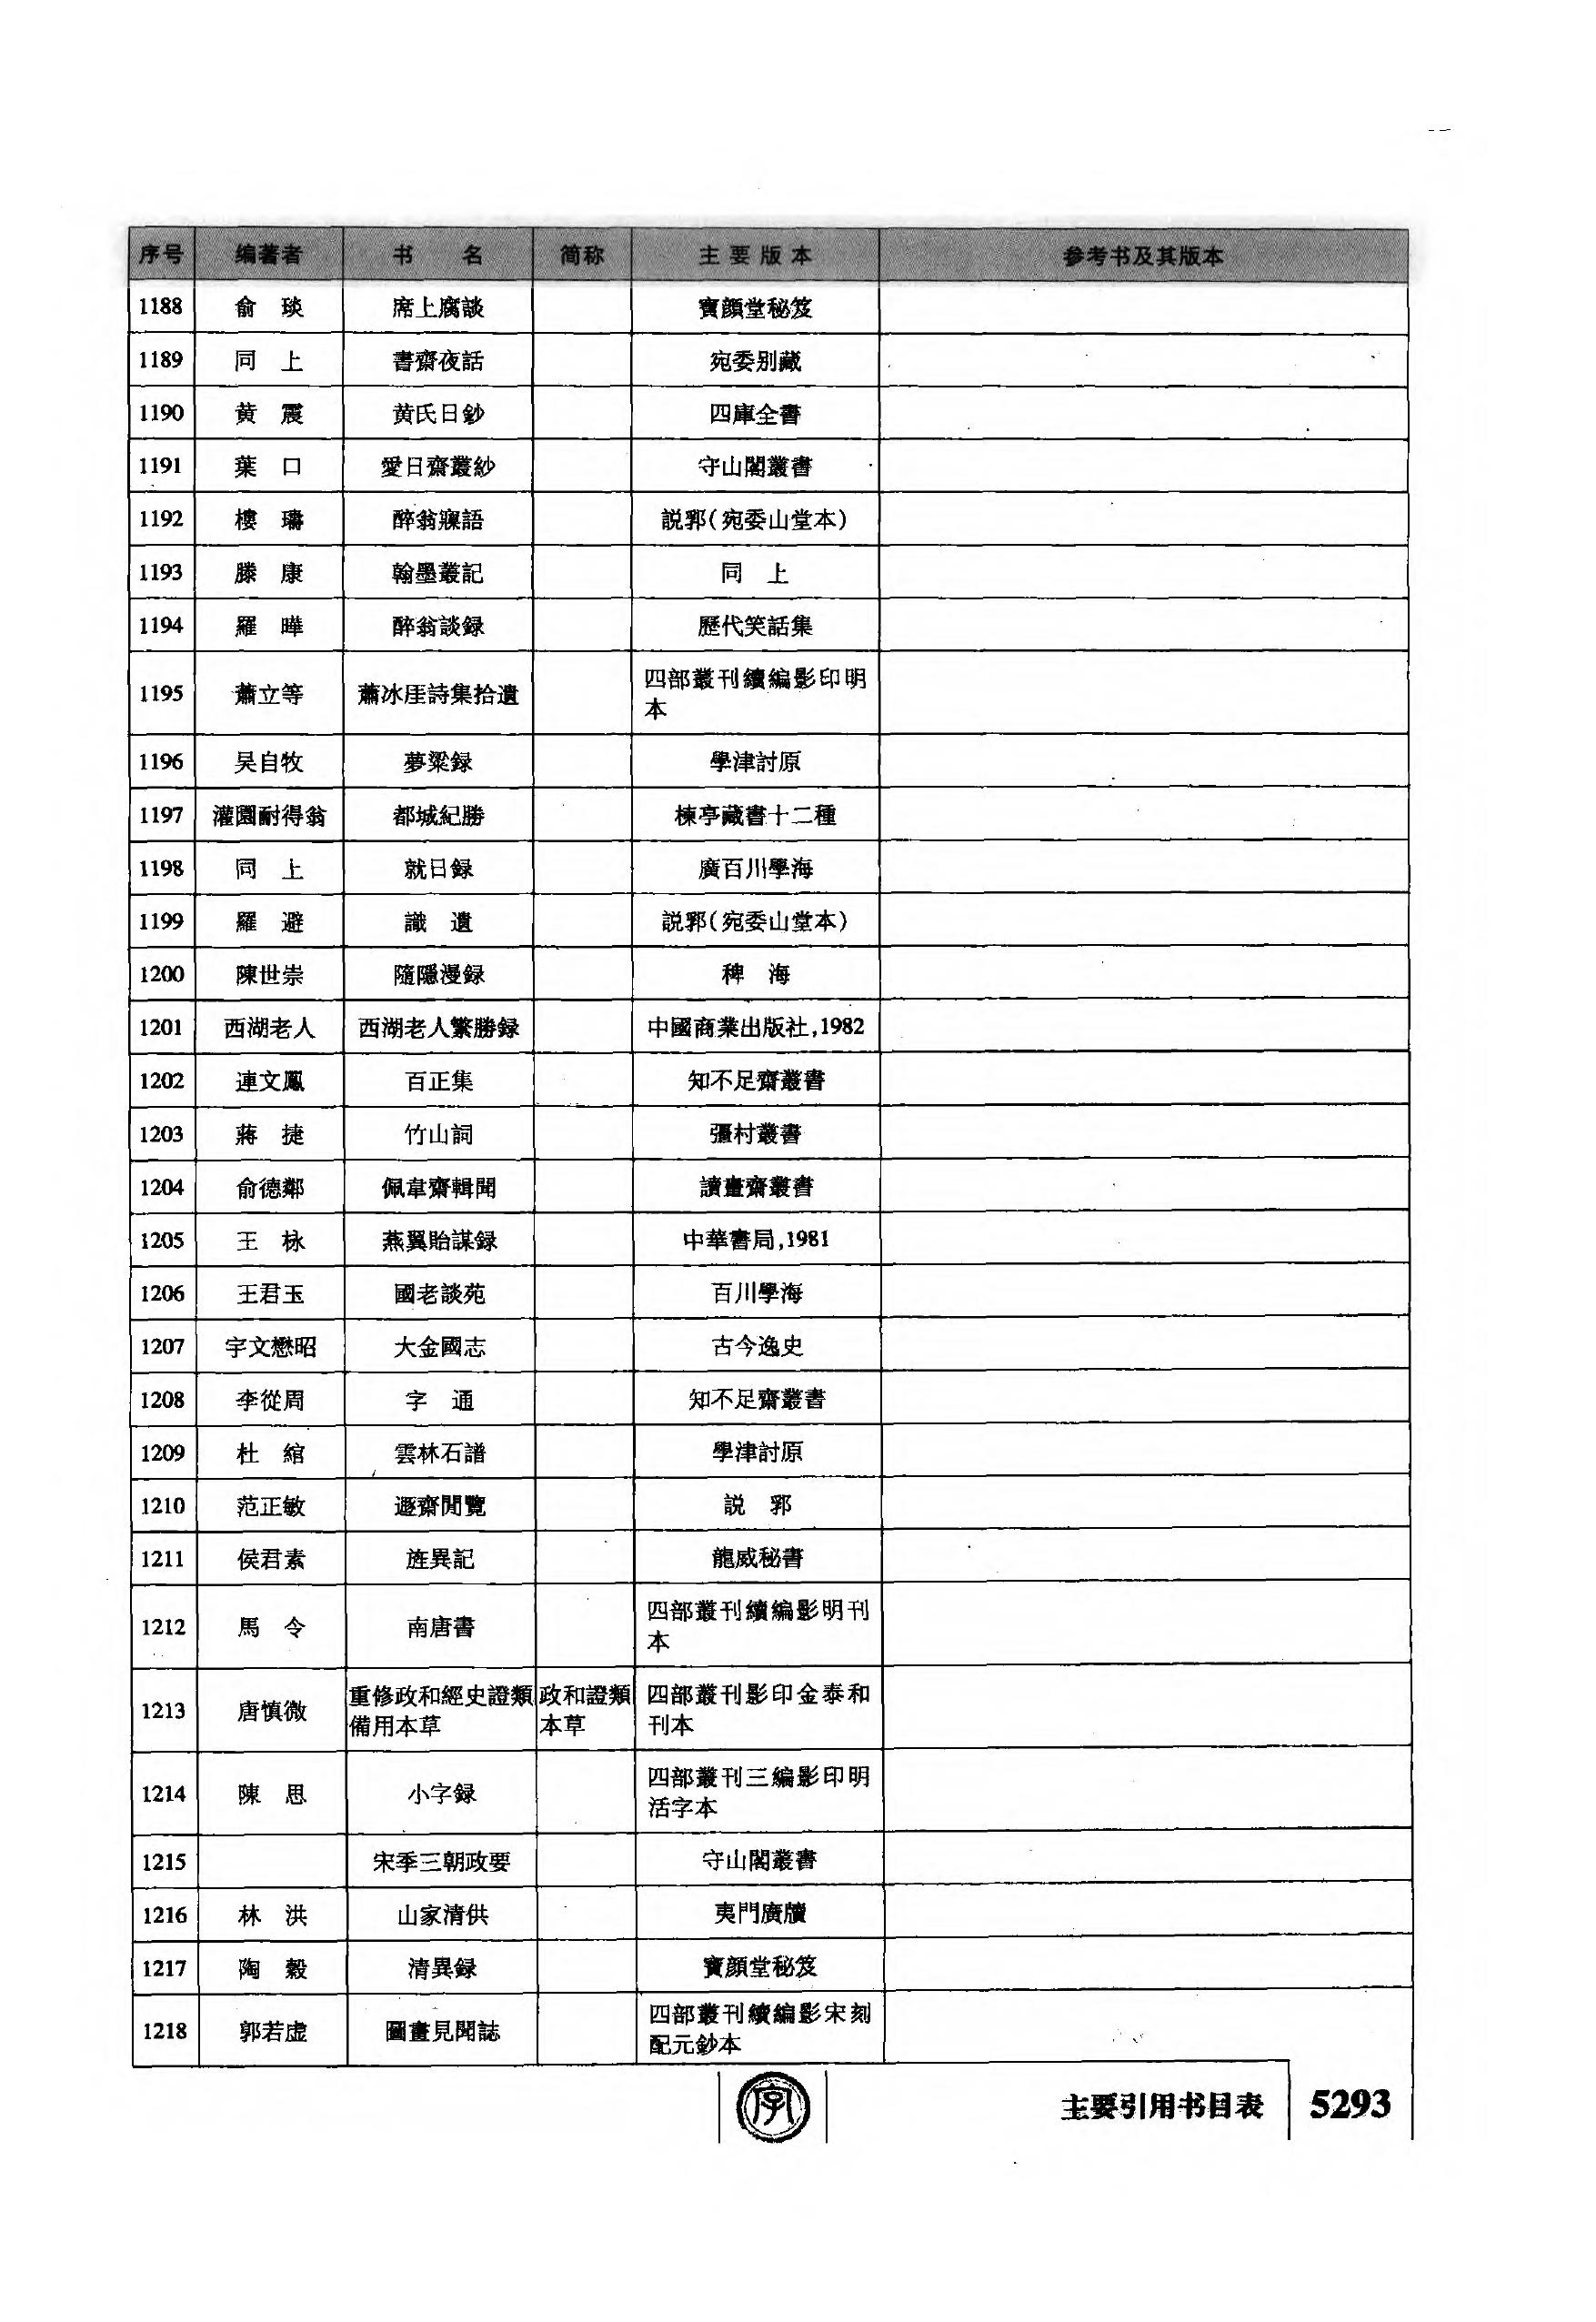 序号 编著者 书　名 简称 主要版本 参考书及其版本
1188 俞　琰 席上腐談 寶顔堂秘笈
1189 同　上 書齋夜話 宛委别藏
1190 黄　震 黄氏日鈔 四庫全書
1191 葉　口 愛日齋叢鈔 守山閣叢書
1192 樓　璹 醉翁寱語 説郛(宛委山堂本)
1193 滕　康 翰墨叢記 同　上
1194 羅　曄 醉翁談録 歷代笑話集
1195 蕭立等 蕭冰厓詩集拾遺 四部叢刊續編影印明
本
1196 吴自牧 夢粱録 學津討原
1197 灌園耐得翁 都城紀勝 楝亭藏書十二種
1198 同　上 就日録 廣百川學海
1199 羅　避 識　遺 説郛(宛委山堂本)
1200 陳世崇 隨隱漫録 稗　海
1201 西湖老人 西湖老人繁勝録 中國商業出版社,1982
1202 連文鳳 百正集 知不足齋叢書
1203 蔣　捷 竹山詞 彊村叢書
1204 俞德鄰 佩韋齋輯聞 讀畫齋叢書
1205 王　栐 燕翼貽謀録 中華書局,1981
1206 王君玉 國老談苑 百川學海
1207 宇文懋昭 大金國志 古今逸史
1208 李從周 字　通 知不足齋叢書
1209 杜　綰 雲林石譜 學津討原
1210 范正敏 遯齋閒覽 説　郛
1211 侯君素 旌異記 龍威秘書
1212 馬　令 南唐書 四部叢刊續編影明刊
本
1213 唐慎微 重修政和經史證類
備用本草 政和證類
本草 四部叢刊影印金泰和
刊本
1214 陳　思 小字録 四部叢刊三編影印明
活字本
1215 宋季三朝政要 守山閣叢書
1216 林　洪 山家清供 夷門廣牘
1217 陶　穀 清異録 寶顔堂秘笈
1218 郭若虚 圖畫見聞誌 四部叢刊續編影宋刻
配元鈔本
字
主要引用书目表 5293